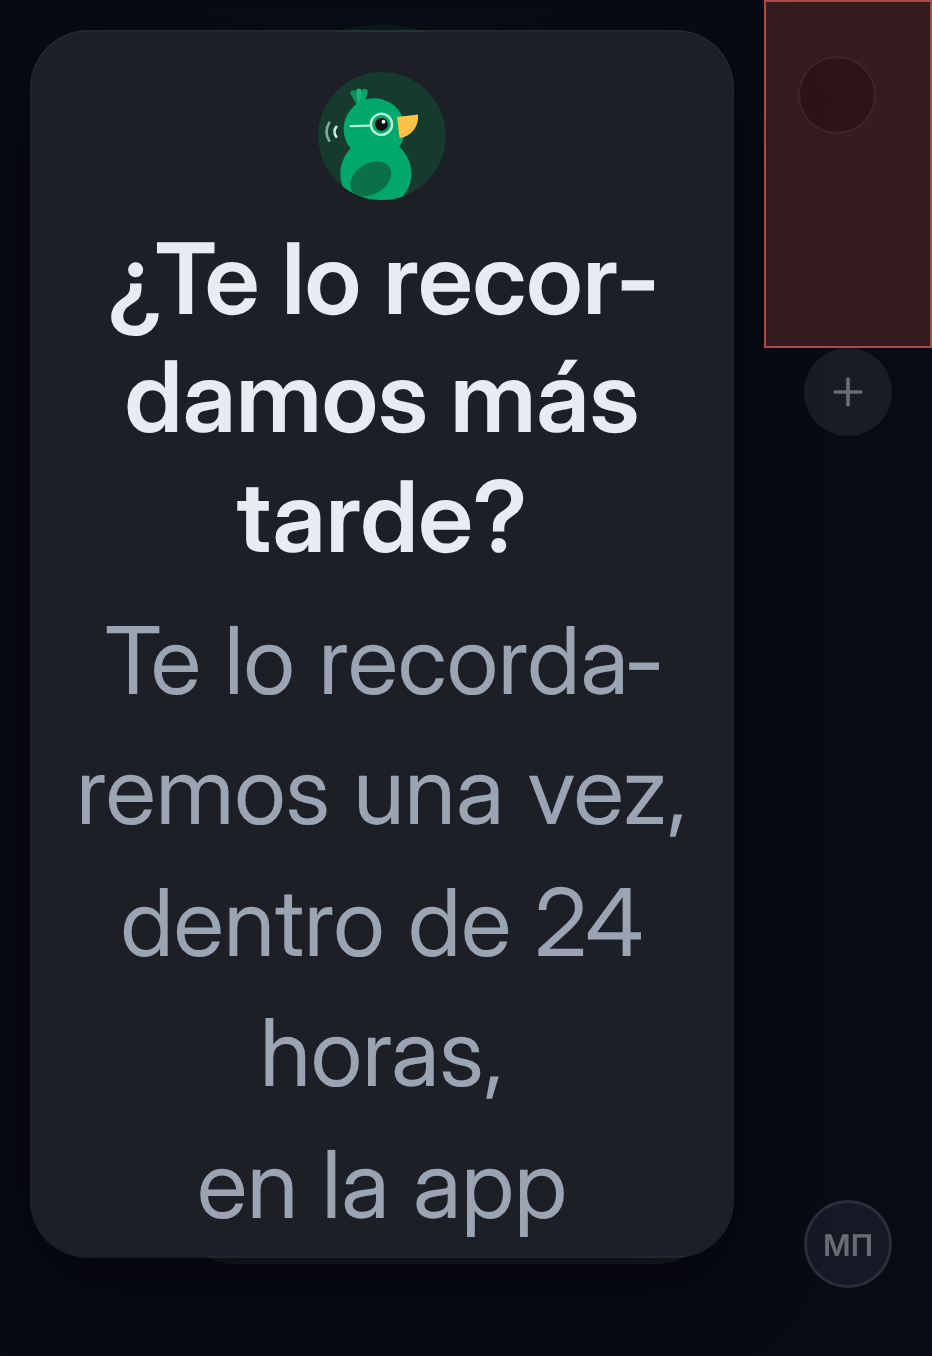 ¿Te lo recor-
damos más
tarde?
Te lo recorda-
remos una vez,
dentro de 24
horas,
en la app
МП